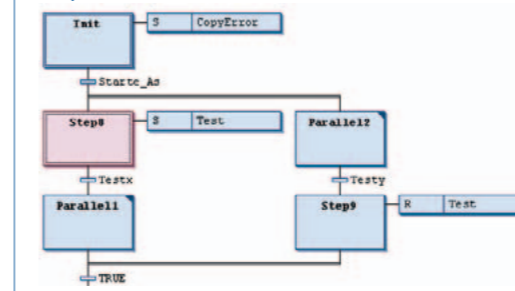 Init
S CopyError
Starte_As
Step8
S Test
Parallel2
Testx
Testy
Parallel1
Step9
R Test
TRUE